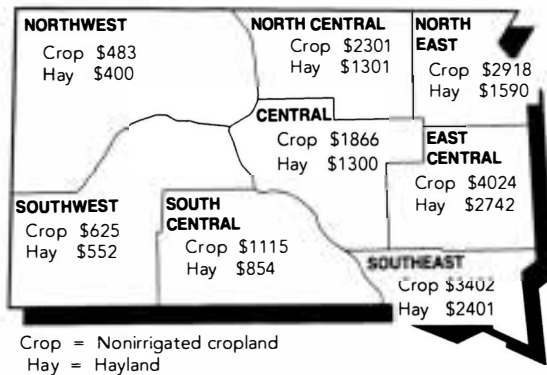 NORTHWEST
Crop $483
Hay $400
NORTH CENTRAL
Crop $2301
Hay $1301
NORTH
EAST
Crop $2918
Hay $1590
CENTRAL
Crop $1866
Hay $1300
EAST
CENTRAL
Crop $4024
Hay $2742
SOUTHWEST
Crop $625
Hay $552
SOUTH
CENTRAL
Crop $1115
Hay $854
SOUTHEAST
Crop $3402
Hay $2401
Crop = Nonirrigated cropland
Hay = Hayland